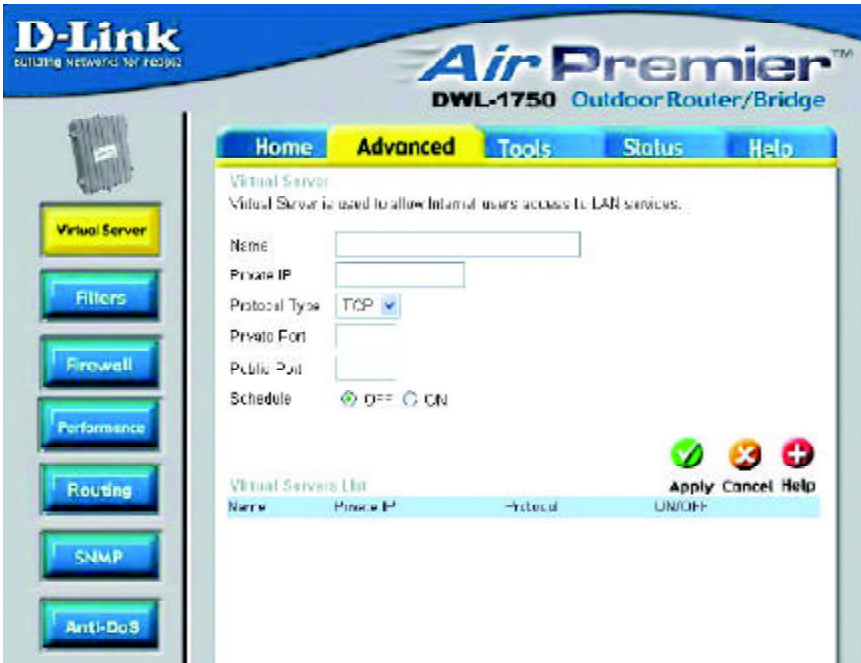 D-Link
Building Networks for People
Air Premier™
DWL-1750 Outdoor Router/Bridge
Home Advanced Tools Status Help
Virtual Server
Virtual Server is used to allow Internet users access to LAN services.
Virtual Server
Name
Private IP
Filters
Protocol Type TCP
Private Port
Firewall
Public Port
Schedule OFF ON
Performance
Apply Cancel Help
Routing
Virtual Servers List
Name Private IP Protocol ON/OFF
SNMP
Anti-DoS